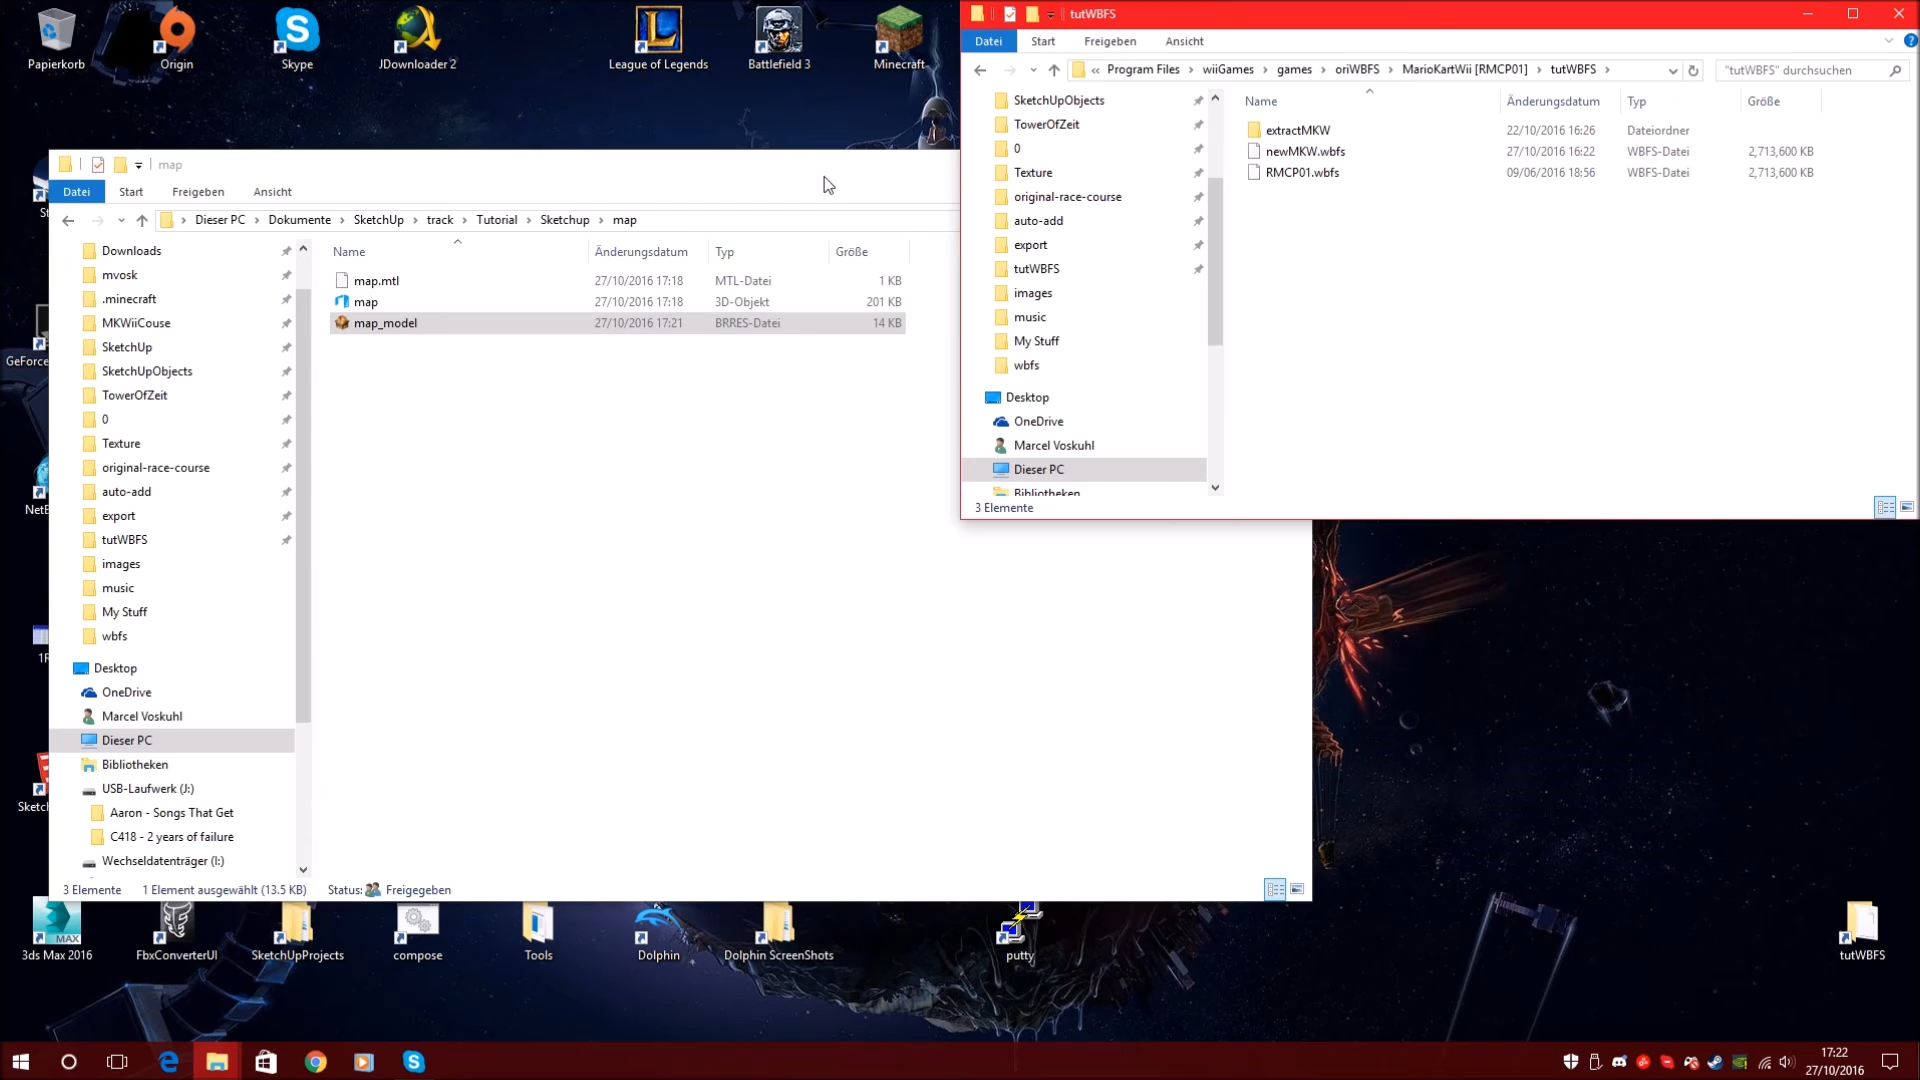 Papierkorb
Origin
Skype
JDownloader 2
League of Legends
Battlefield 3
Minecraft
tutWBFS
Datei Start Freigeben Ansicht
« Program Files › wiiGames › games › oriWBFS › MarioKartWii [RMCP01] › tutWBFS ›
"tutWBFS" durchsuchen
SketchUpObjects
TowerOfZeit
0
Texture
original-race-course
auto-add
export
tutWBFS
images
music
My Stuff
wbfs
Desktop
OneDrive
Marcel Voskuhl
Dieser PC
Bibliotheken
Name Änderungsdatum Typ Größe
extractMKW 22/10/2016 16:26 Dateiordner
newMKW.wbfs 27/10/2016 16:22 WBFS-Datei 2,713,600 KB
RMCP01.wbfs 09/06/2016 18:56 WBFS-Datei 2,713,600 KB
3 Elemente
map
Datei Start Freigeben Ansicht
› Dieser PC › Dokumente › SketchUp › track › Tutorial › Sketchup › map
Downloads
mvosk
.minecraft
MKWiiCouse
SketchUp
SketchUpObjects
TowerOfZeit
0
Texture
original-race-course
auto-add
export
tutWBFS
images
music
My Stuff
wbfs
Desktop
OneDrive
Marcel Voskuhl
Dieser PC
Bibliotheken
USB-Laufwerk (J:)
Aaron - Songs That Get
C418 - 2 years of failure
Wechseldatenträger (I:)
Name Änderungsdatum Typ Größe
map.mtl 27/10/2016 17:18 MTL-Datei 1 KB
map 27/10/2016 17:18 3D-Objekt 201 KB
map_model 27/10/2016 17:21 BRRES-Datei 14 KB
3 Elemente 1 Element ausgewählt (13.5 KB) Status: Freigegeben
GeForce
Sketch
3ds Max 2016
FbxConverterUI
SketchUpProjects
compose
Tools
Dolphin
Dolphin ScreenShots
putty
tutWBFS
17:22
27/10/2016